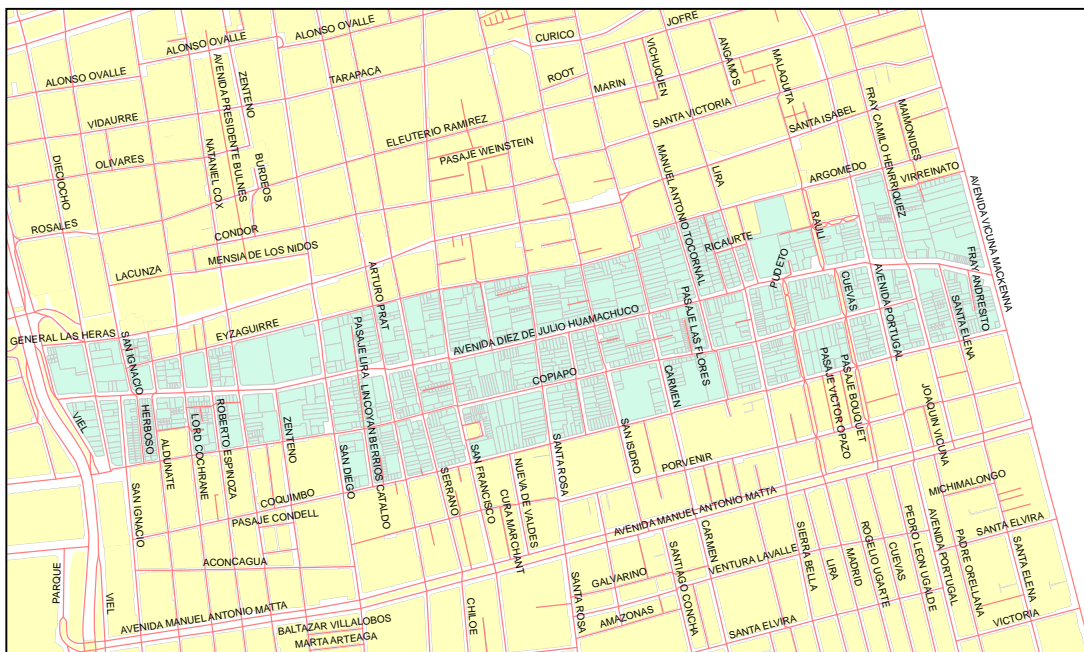 ALONSO OVALLE
ALONSO OVALLE
ALONSO OVALLE
AVENIDA PRESIDENTE BULNES
ZENTENO
TARAPACA
CURICO
JOFRE
ROOT
MARIN
VICHUQUEN
ANGAMOS
MALAQUITA
VIDAURRE
OLIVARES
DIECIOCHO
NATANIEL COX
BURDEOS
ELEUTERIO RAMIREZ
PASAJE WEINSTEIN
SANTA VICTORIA
SANTA ISABEL
FRAY CAMILO HENRRIQUEZ
MAIMONIDES
MANUEL ANTONIO TOCORNAL
LIRA
ARGOMEDO
VIRREINATO
AVENIDA VICUNA MACKENNA
ROSALES
CONDOR
MENSIA DE LOS NIDOS
LACUNZA
ARTURO PRAT
RICAURTE
RAULI
PUDETO
CUEVAS
AVENIDA PORTUGAL
FRAY ANDRESITO
SANTA ELENA
GENERAL LAS HERAS
SAN IGNACIO
EYZAGUIRRE
PASAJE LIRA
LINCOYAN BERRIOS CATALDO
AVENIDA DIEZ DE JULIO HUAMACHUCO
PASAJE LAS FLORES
COPIAPO
CARMEN
PASAJE VICTOR OPAZO
PASAJE BOUQUET
JOAQUIN VICUNA
VIEL
HERBOSO
ALDUNATE
LORD COCHRANE
ROBERTO ESPINOZA
ZENTENO
SAN DIEGO
SERRANO
SAN FRANCISCO
CURA MARCHANT
NUEVA DE VALDES
SANTA ROSA
SAN ISIDRO
PORVENIR
COQUIMBO
PASAJE CONDELL
SAN IGNACIO
ACONCAGUA
AVENIDA MANUEL ANTONIO MATTA
MICHIMALONGO
SANTA ELVIRA
PARQUE
VIEL
AVENIDA MANUEL ANTONIO MATTA
BALTAZAR VILLALOBOS
MARTA ARTEAGA
CHILOE
SANTA ROSA
GALVARINO
AMAZONAS
SANTIAGO CONCHA
CARMEN
VENTURA LAVALLE
SANTA ELVIRA
SIERRA BELLA
LIRA
MADRID
ROGELIO UGARTE
CUEVAS
PEDRO LEON UGALDE
AVENIDA PORTUGAL
PADRE ORELLANA
SANTA ELENA
VICTORIA